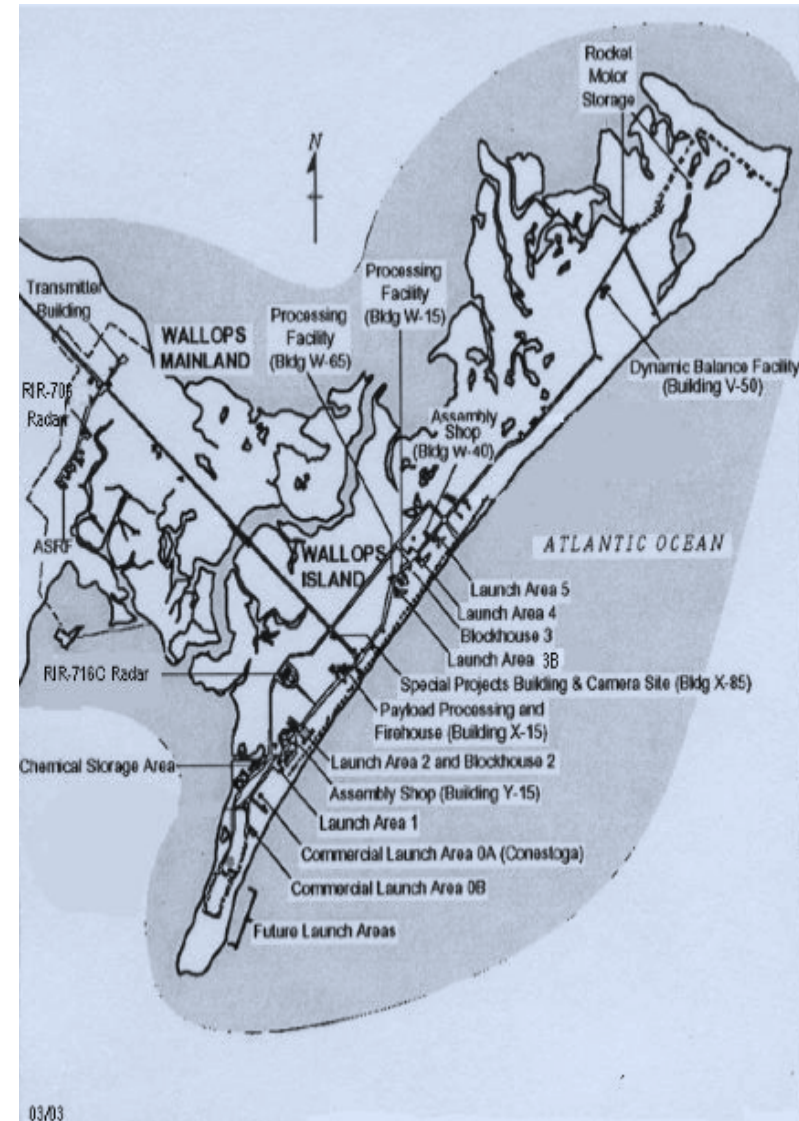 Rocket
Motor
Storage
N
Processing
Facility
(Bldg W-15)
Transmitter
Building
WALLOPS
MAINLAND
Processing
Facility
(Bldg W-65)
Dynamic Balance Facility
(Building V-50)
RIR-706
Radar
Assembly
Shop
(Bldg W-40)
ASRF
WALLOPS
ISLAND
ATLANTIC OCEAN
Launch Area 5
Launch Area 4
Blockhouse 3
Launch Area 3B
RIR-716C Radar
Special Projects Building & Camera Site (Bldg X-85)
Payload Processing and
Firehouse (Building X-15)
Chemical Storage Area
Launch Area 2 and Blockhouse 2
Assembly Shop (Building Y-15)
Launch Area 1
Commercial Launch Area 0A (Conestoga)
Commercial Launch Area 0B
Future Launch Areas
03/03